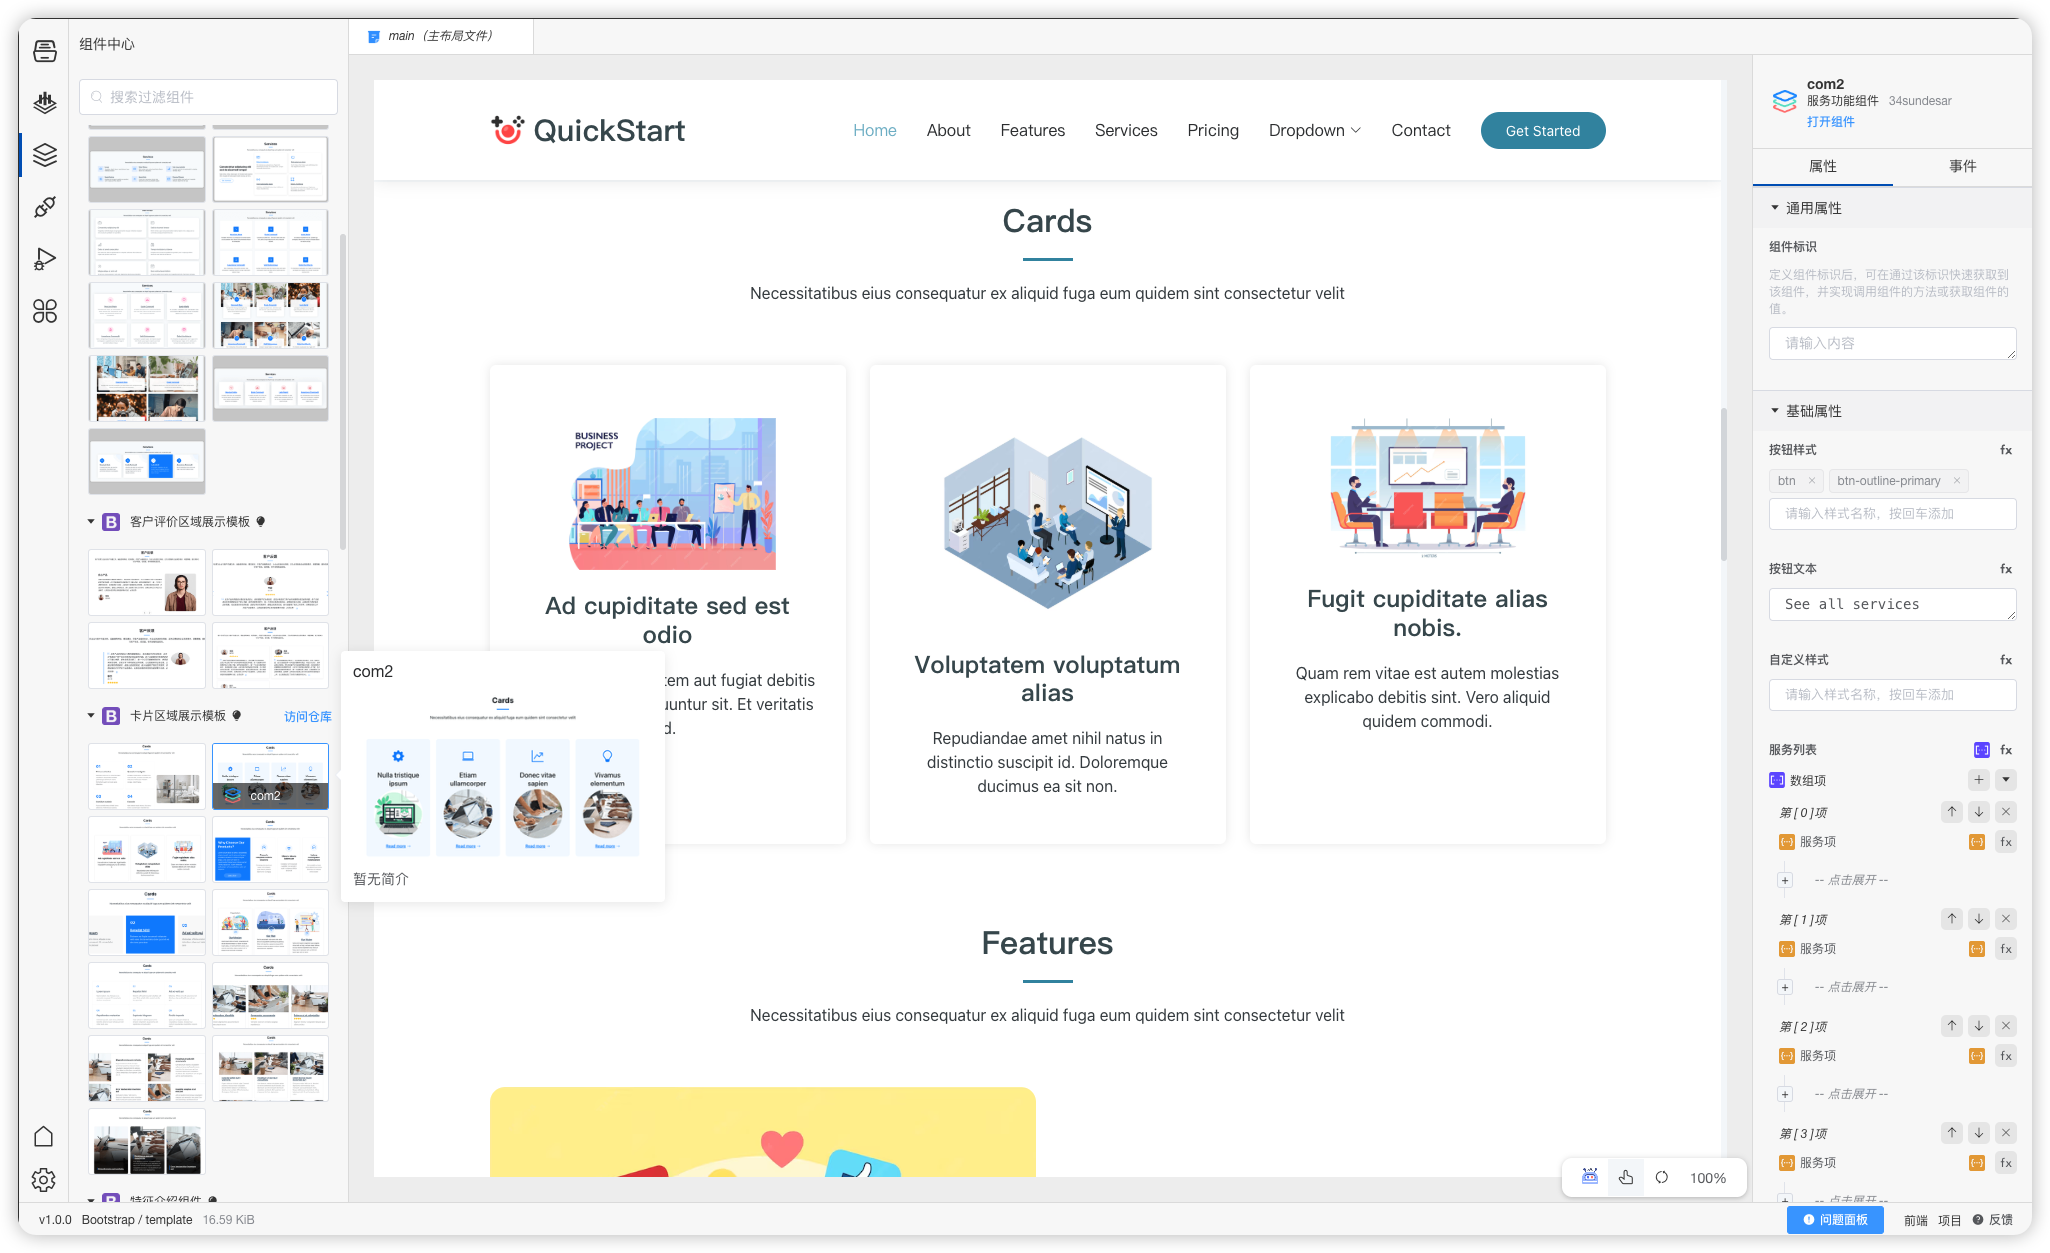 组件中心
搜索过滤组件
客户评价区域展示模板
卡片区域展示模板
访问仓库
com2
特征介绍组件
main（主布局文件）
QuickStart
Home
About
Features
Services
Pricing
Dropdown
Contact
Get Started
Cards
Necessitatibus eius consequatur ex aliquid fuga eum quidem sint consectetur velit
BUSINESS
PROJECT
Ad cupiditate sed est
odio
tem aut fugiat debitis
untur sit. Et veritatis
d.
Voluptatem voluptatum
alias
Repudiandae amet nihil natus in
distinctio suscipit id. Doloremque
ducimus ea sit non.
Fugit cupiditate alias
nobis.
Quam rem vitae est autem molestias
explicabo debitis sint. Vero aliquid
quidem commodi.
com2
Cards
Necessitatibus eius consequatur ex aliquid fuga eum quidem sint consectetur velit
Nulla tristique
ipsum
Etiam
ullamcorper
Donec vitae
sapien
Vivamus
elementum
Read more →
Read more →
Read more →
Read more →
暂无简介
Features
Necessitatibus eius consequatur ex aliquid fuga eum quidem sint consectetur velit
100%
com2
服务功能组件 34sundesar
打开组件
属性
事件
通用属性
组件标识
定义组件标识后，可在通过该标识快速获取到
该组件，并实现调用组件的方法或获取组件的
值。
请输入内容
基础属性
按钮样式
fx
btn ×
btn-outline-primary ×
请输入样式名称，按回车添加
按钮文本
fx
See all services
自定义样式
fx
请输入样式名称，按回车添加
服务列表
fx
数组项
第 [ 0 ] 项
服务项
fx
-- 点击展开 --
第 [ 1 ] 项
服务项
fx
-- 点击展开 --
第 [ 2 ] 项
服务项
fx
-- 点击展开 --
第 [ 3 ] 项
服务项
fx
-- 点击展开 --
v1.0.0
Bootstrap / template
16.59 KiB
问题面板
前端
项目
反馈